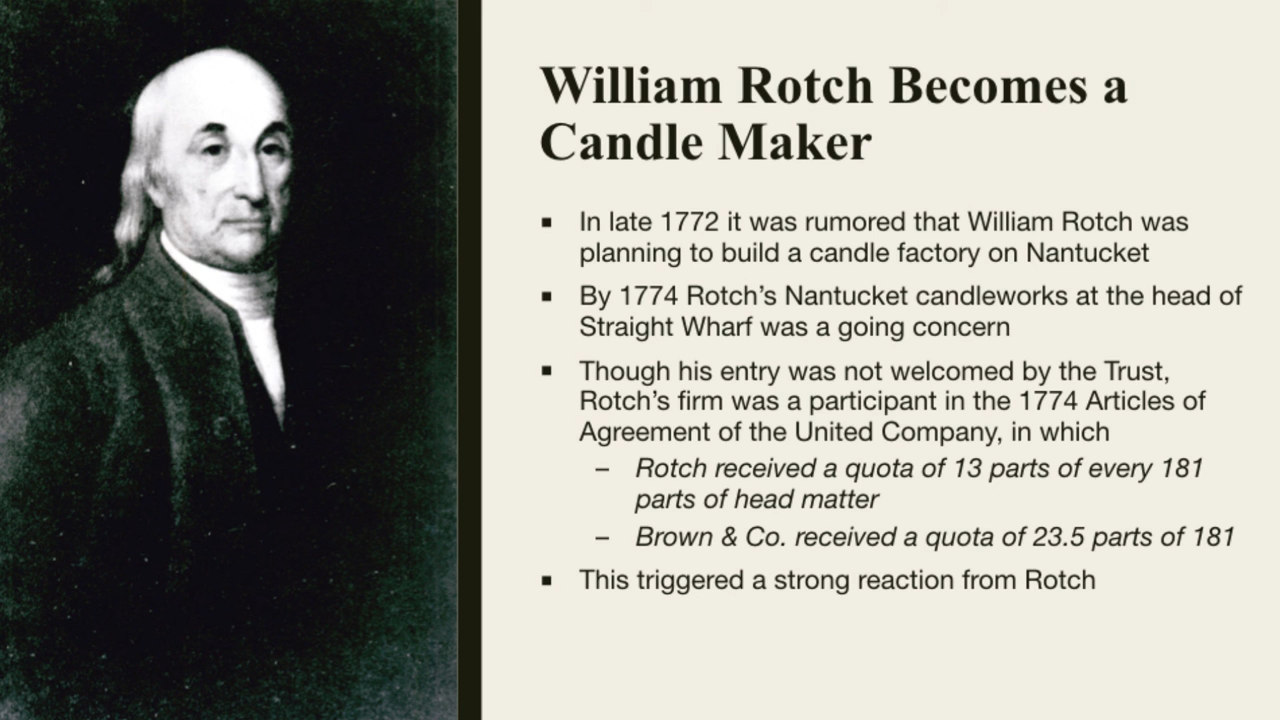 William Rotch Becomes a
Candle Maker
▪ In late 1772 it was rumored that William Rotch was
planning to build a candle factory on Nantucket
▪ By 1774 Rotch’s Nantucket candleworks at the head of
Straight Wharf was a going concern
▪ Though his entry was not welcomed by the Trust,
Rotch’s firm was a participant in the 1774 Articles of
Agreement of the United Company, in which
– Rotch received a quota of 13 parts of every 181
parts of head matter
– Brown & Co. received a quota of 23.5 parts of 181
▪ This triggered a strong reaction from Rotch